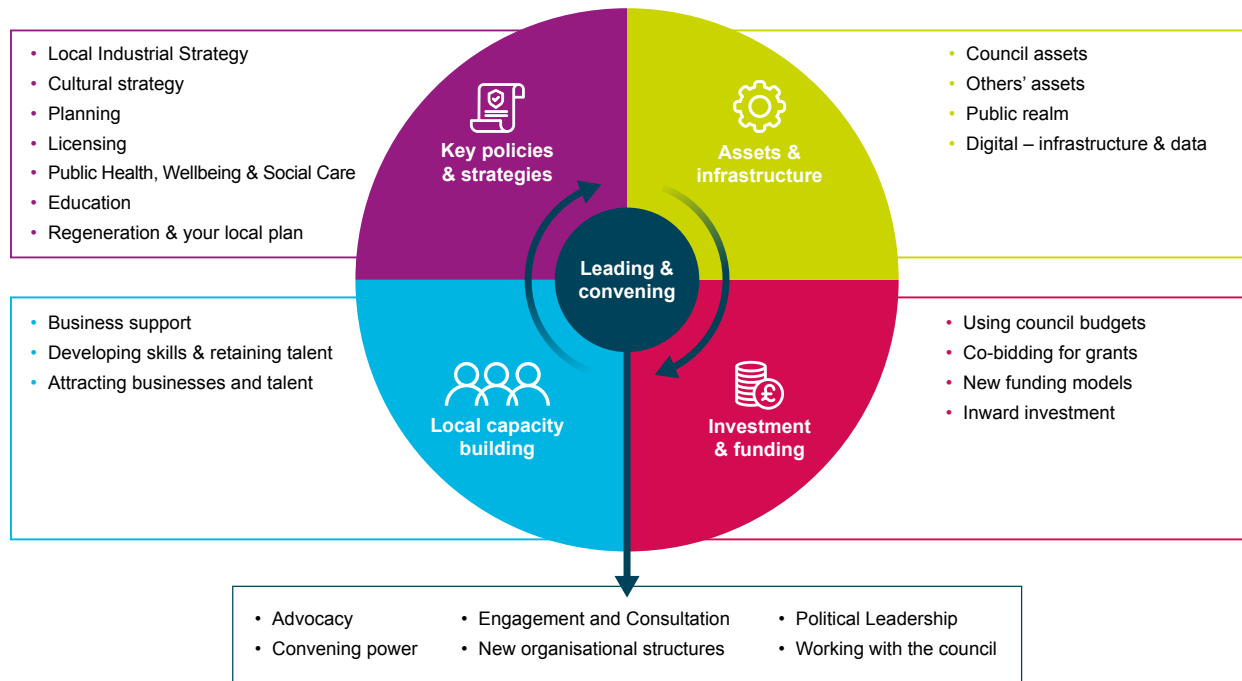 • Local Industrial Strategy
• Cultural strategy
• Planning
• Licensing
• Public Health, Wellbeing & Social Care
• Education
• Regeneration & your local plan
Key policies
& strategies
Assets &
infrastructure
• Council assets
• Others’ assets
• Public realm
• Digital – infrastructure & data
Leading &
convening
• Business support
• Developing skills & retaining talent
• Attracting businesses and talent
Local capacity
building
£
Investment
& funding
• Using council budgets
• Co-bidding for grants
• New funding models
• Inward investment
• Advocacy
• Convening power
• Engagement and Consultation
• New organisational structures
• Political Leadership
• Working with the council